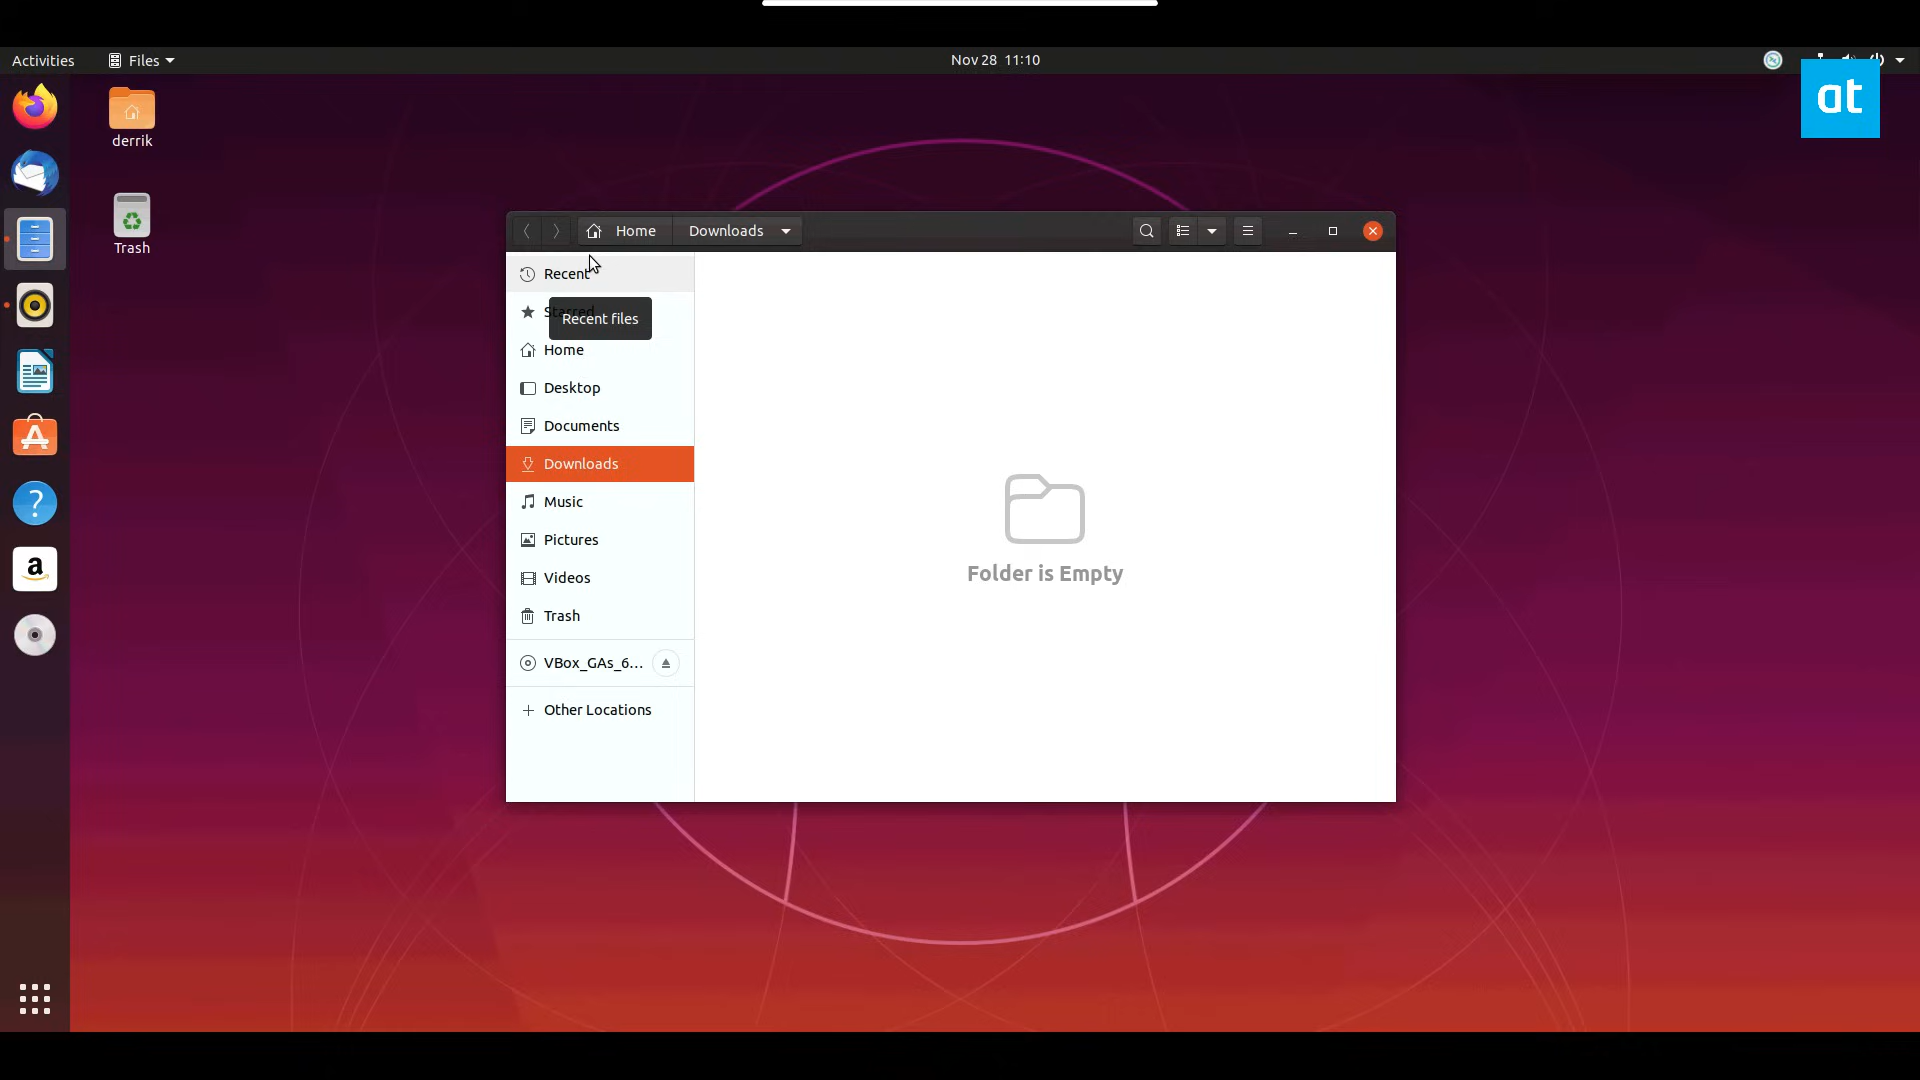 Activities
Files
Nov 28 11:10
at
derrik
Trash
Home
Downloads
Recent
Starred
Recent files
Home
Desktop
Documents
Downloads
Music
Pictures
Videos
Trash
VBox_GAs_6...
Other Locations
Folder is Empty
?
a